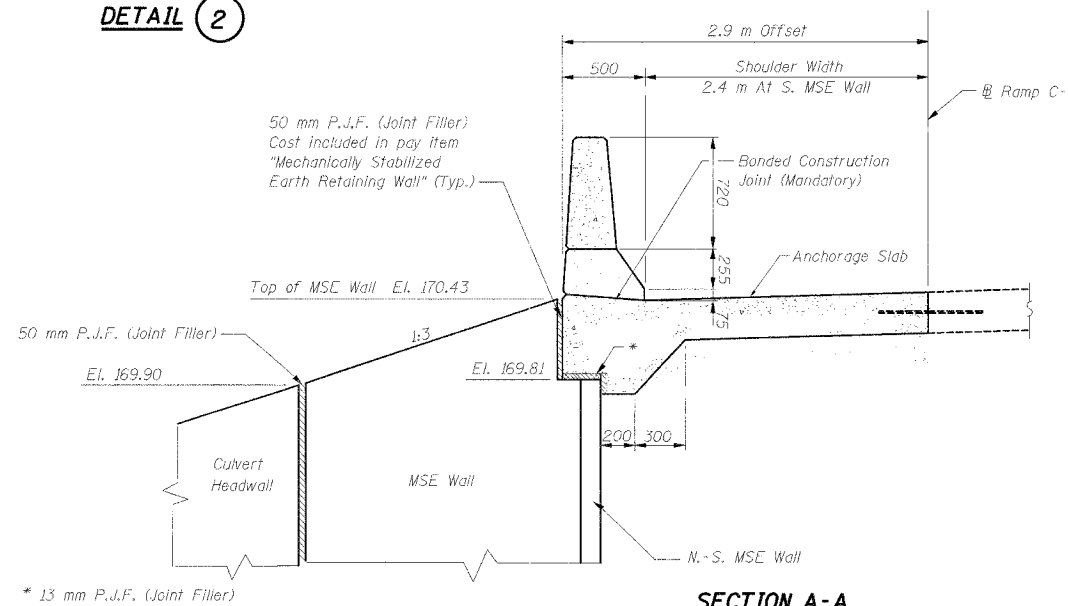 DETAIL 2
2.9 m Offset
500
Shoulder Width
2.4 m At S. MSE Wall
℄ Ramp C-
50 mm P.J.F. (Joint Filler)
Cost included in pay item
"Mechanically Stabilized
Earth Retaining Wall" (Typ.)
Bonded Construction
Joint (Mandatory)
720
255
75
Anchorage Slab
Top of MSE Wall El. 170.43
50 mm P.J.F. (Joint Filler)
1:3
*
El. 169.90
El. 169.81
200
300
Culvert
Headwall
MSE Wall
N.-S. MSE Wall
* 13 mm P.J.F. (Joint Filler)
SECTION A-A